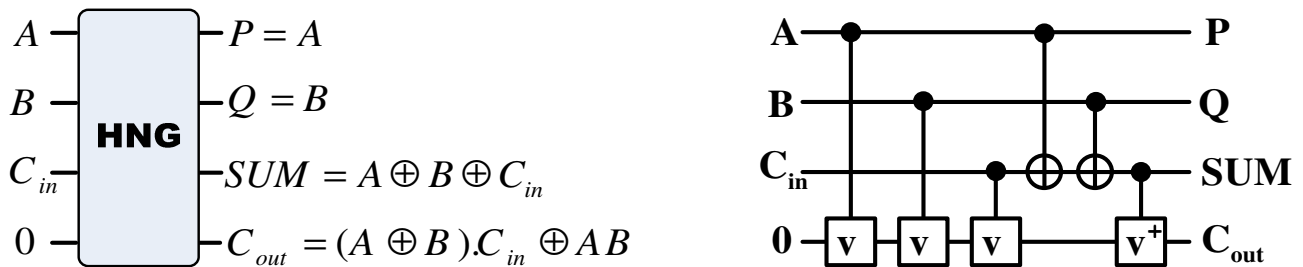 A P = A
B Q = B
HNG
C_in SUM = A ⊕ B ⊕ C_in
0 C_out = (A ⊕ B).C_in ⊕ AB
A P
B Q
C_in SUM
0 v v v v⁺ C_out